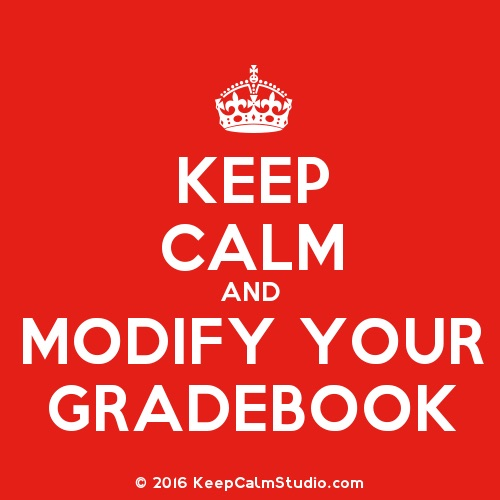 KEEP
CALM
AND
MODIFY YOUR
GRADEBOOK
© 2016 KeepCalmStudio.com